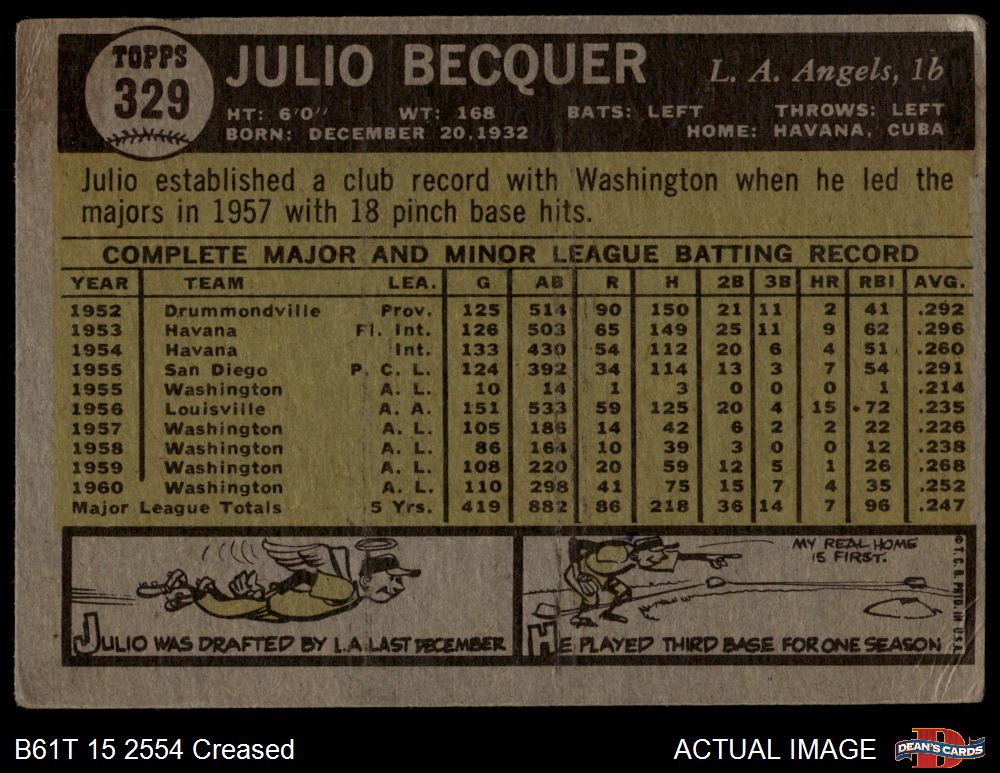 TOPPS
329
JULIO BECQUER L. A. Angels, 1b
HT: 6'0" WT: 168 BATS: LEFT THROWS: LEFT
BORN: DECEMBER 20, 1932 HOME: HAVANA, CUBA
Julio established a club record with Washington when he led the
majors in 1957 with 18 pinch base hits.
COMPLETE MAJOR AND MINOR LEAGUE BATTING RECORD
YEAR TEAM LEA. G AB R H 2B 3B HR RBI AVG.
1952 Drummondville Prov. 125 514 90 150 21 11 2 41 .292
1953 Havana Fl. Int. 126 503 65 149 25 11 9 62 .296
1954 Havana Int. 133 430 54 112 20 6 4 51 .260
1955 San Diego P. C. L. 124 392 34 114 13 3 7 54 .291
1955 Washington A. L. 10 14 1 3 0 0 0 1 .214
1956 Louisville A. A. 151 533 59 125 20 4 15 72 .235
1957 Washington A. L. 105 186 14 42 6 2 2 22 .226
1958 Washington A. L. 86 164 10 39 3 0 0 12 .238
1959 Washington A. L. 108 220 20 59 12 5 1 26 .268
1960 Washington A. L. 110 298 41 75 15 7 4 35 .252
Major League Totals 5 Yrs. 419 882 86 218 36 14 7 96 .247
MY REAL HOME
IS FIRST.
JULIO WAS DRAFTED BY L.A. LAST DECEMBER
HE PLAYED THIRD BASE FOR ONE SEASON
© T. C. G. PRTD. IN U.S.A.
B61T 15 2554 Creased ACTUAL IMAGE
DEAN'S CARDS